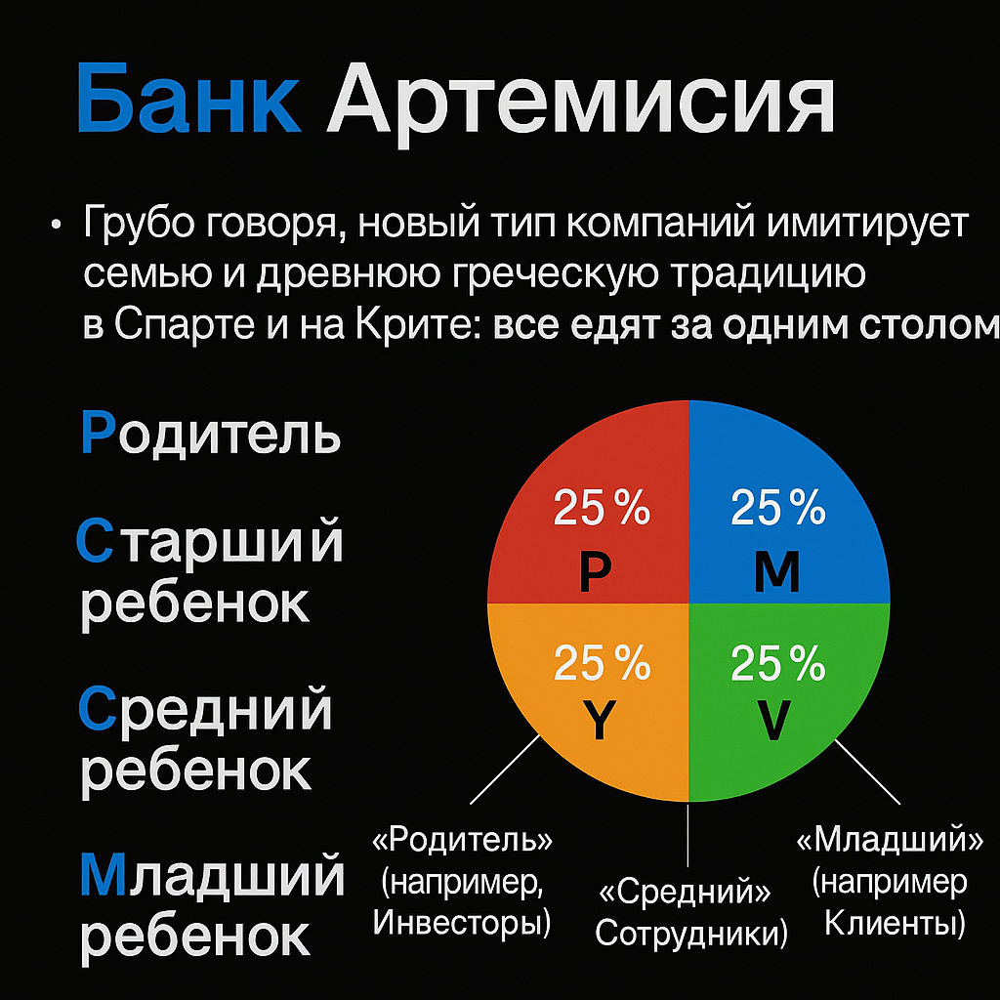 Банк Артемисия
• Грубо говоря, новый тип компаний имитирует
семью и древнюю греческую традицию
в Спарте и на Крите: все едят за одним столом
Родитель
Старший
ребенок
Средний
ребенок
Младший
ребенок
25 % 25 %
P M
25 % 25 %
Y V
«Родитель»
(например,
Инвесторы)
«Средний»
Сотрудники)
«Младший»
(например
Клиенты)